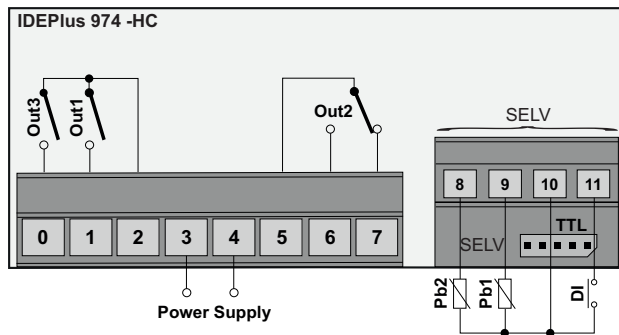 IDEPlus 974 -HC
Out3
Out1
Out2
SELV
8 9 10 11
TTL
SELV
0 1 2 3 4 5 6 7
Power Supply
Pb2
Pb1
DI